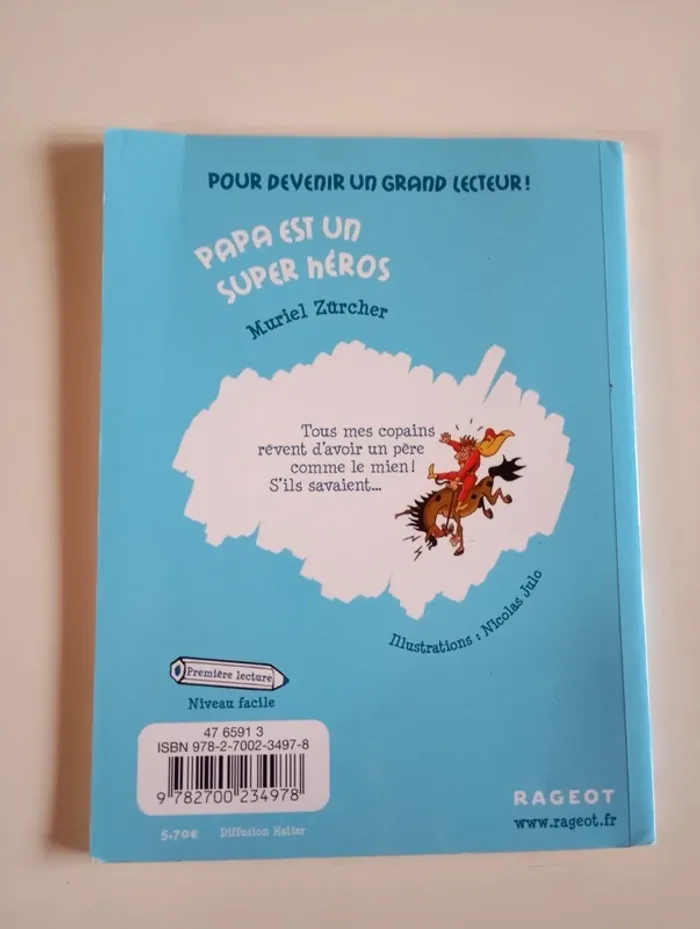 POUR DEVENIR UN GRAND LECTEUR !
PAPA EST UN
SUPER HÉROS
Muriel Zürcher
Tous mes copains
rêvent d'avoir un père
comme le mien !
S'ils savaient...
Illustrations : Nicolas Julo
Première lecture
Niveau facile
47 6591 3
ISBN 978-2-7002-3497-8
9 782700 234978
5,70€ Diffusion Hatier
RAGEOT
www.rageot.fr